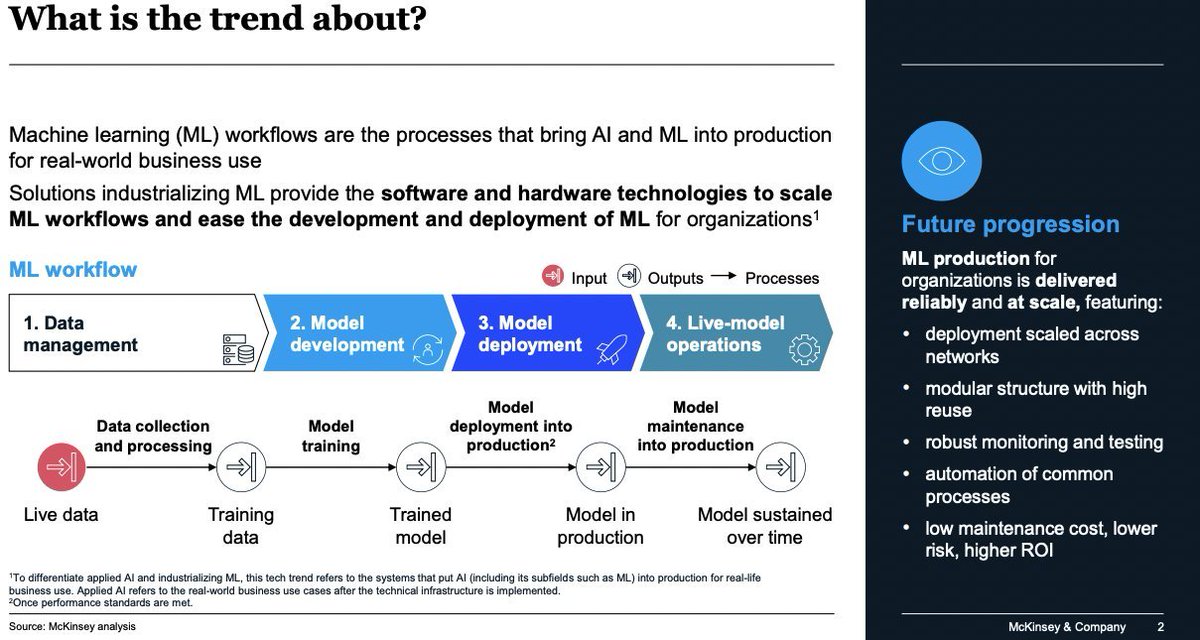 What is the trend about?
Machine learning (ML) workflows are the processes that bring AI and ML into production
for real-world business use
Solutions industrializing ML provide the software and hardware technologies to scale
ML workflows and ease the development and deployment of ML for organizations¹
ML workflow
Input
Outputs
Processes
1. Data
management
2. Model
development
3. Model
deployment
4. Live-model
operations
Data collection
and processing
Model
training
Model
deployment into
production²
Model
maintenance
into production
Live data
Training
data
Trained
model
Model in
production
Model sustained
over time
¹To differentiate applied AI and industrializing ML, this tech trend refers to the systems that put AI (including its subfields such as ML) into production for real-life
business use. Applied AI refers to the real-world business use cases after the technical infrastructure is implemented.
²Once performance standards are met.
Source: McKinsey analysis
Future progression
ML production for
organizations is delivered
reliably and at scale, featuring:
• deployment scaled across
networks
• modular structure with high
reuse
• robust monitoring and testing
• automation of common
processes
• low maintenance cost, lower
risk, higher ROI
McKinsey & Company 2